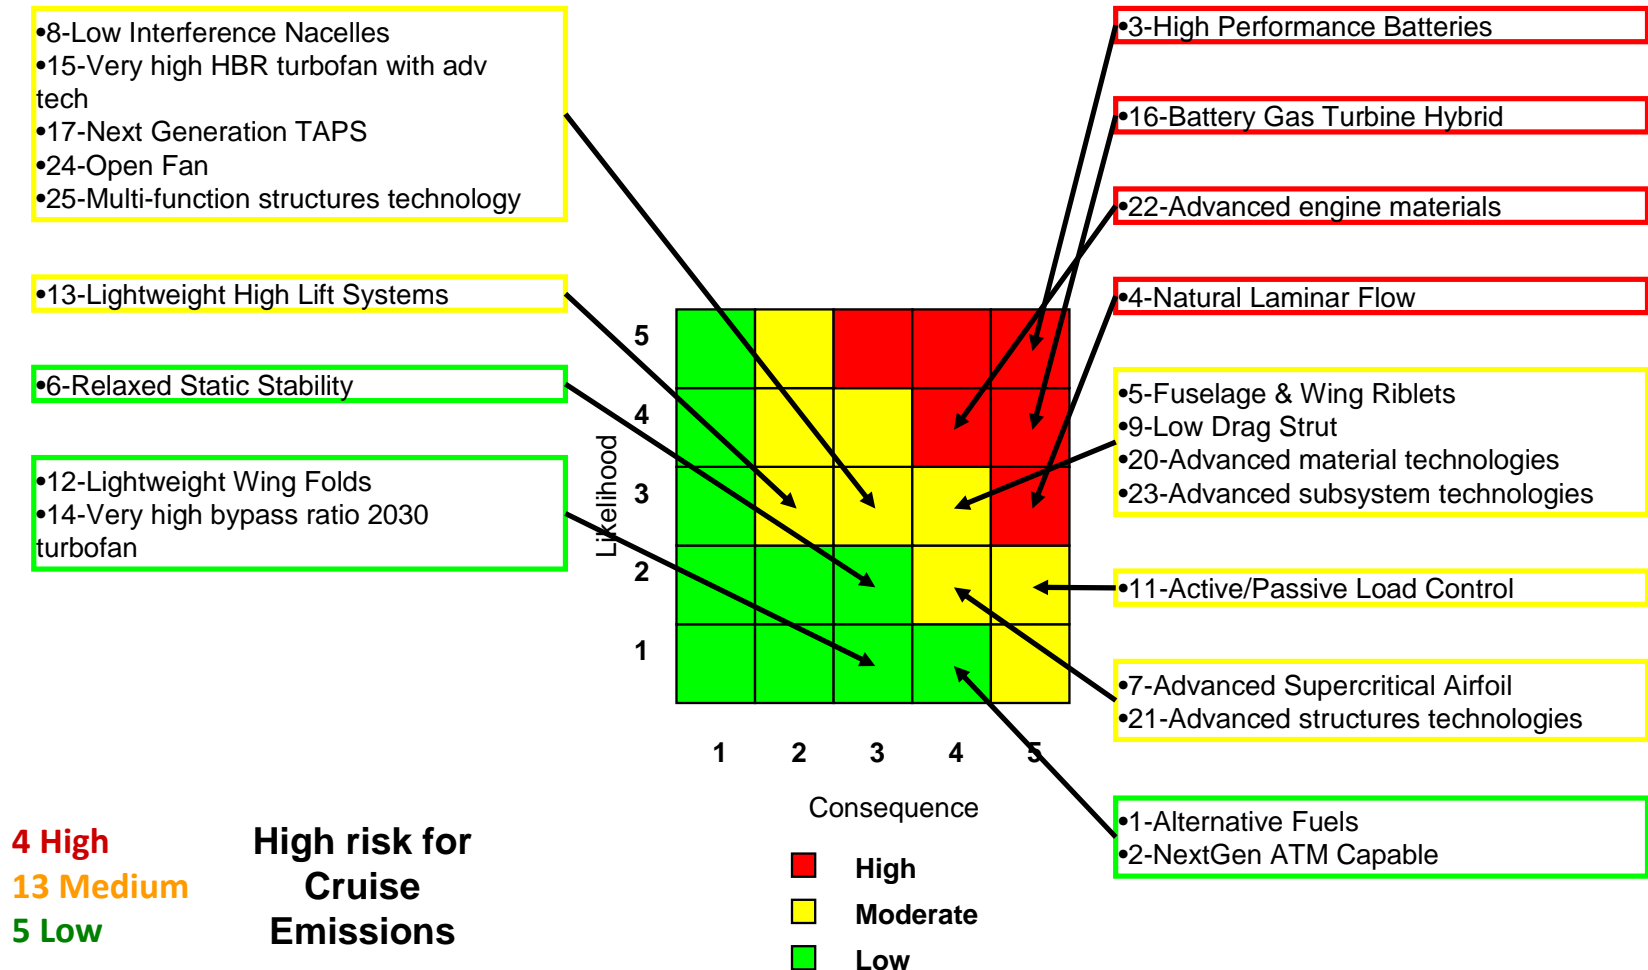 •8-Low Interference Nacelles
•15-Very high HBR turbofan with adv
tech
•17-Next Generation TAPS
•24-Open Fan
•25-Multi-function structures technology
•13-Lightweight High Lift Systems
•6-Relaxed Static Stability
•12-Lightweight Wing Folds
•14-Very high bypass ratio 2030
turbofan
•3-High Performance Batteries
•16-Battery Gas Turbine Hybrid
•22-Advanced engine materials
•4-Natural Laminar Flow
•5-Fuselage & Wing Riblets
•9-Low Drag Strut
•20-Advanced material technologies
•23-Advanced subsystem technologies
•11-Active/Passive Load Control
•7-Advanced Supercritical Airfoil
•21-Advanced structures technologies
•1-Alternative Fuels
•2-NextGen ATM Capable
Likelihood
5
4
3
2
1
1 2 3 4 5
Consequence
High
Moderate
Low
4 High
13 Medium
5 Low
High risk for
Cruise
Emissions